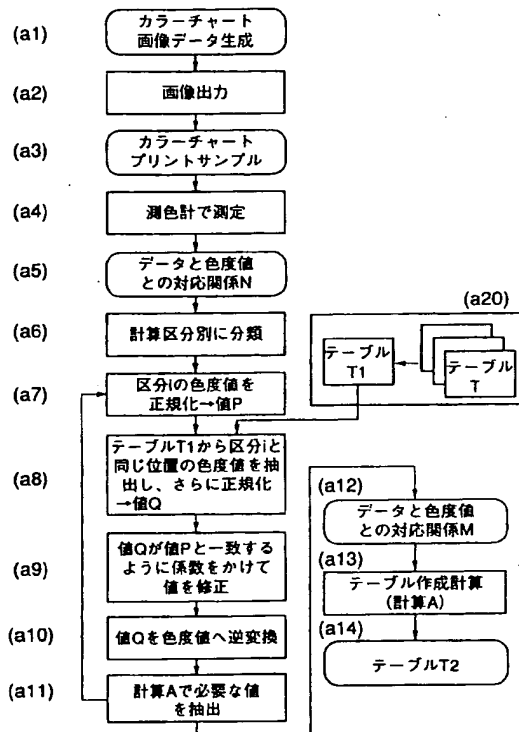 (a1)
カラーチャート
画像データ生成
(a2)
画像出力
(a3)
カラーチャート
プリントサンプル
(a4)
測色計で測定
(a5)
データと色度値
との対応関係N
(a6)
計算区分別に分類
(a7)
区分iの色度値を
正規化→値P
(a20)
テーブル
T1
テーブル
T
(a8)
テーブルT1から区分iと
同じ位置の色度値を抽
出し、さらに正規化
→値Q
(a9)
値Qが値Pと一致する
ように係数をかけて
値を修正
(a10)
値Qを色度値へ逆変換
(a11)
計算Aで必要な値
を抽出
(a12)
データと色度値
との対応関係M
(a13)
テーブル作成計算
(計算A)
(a14)
テーブルT2